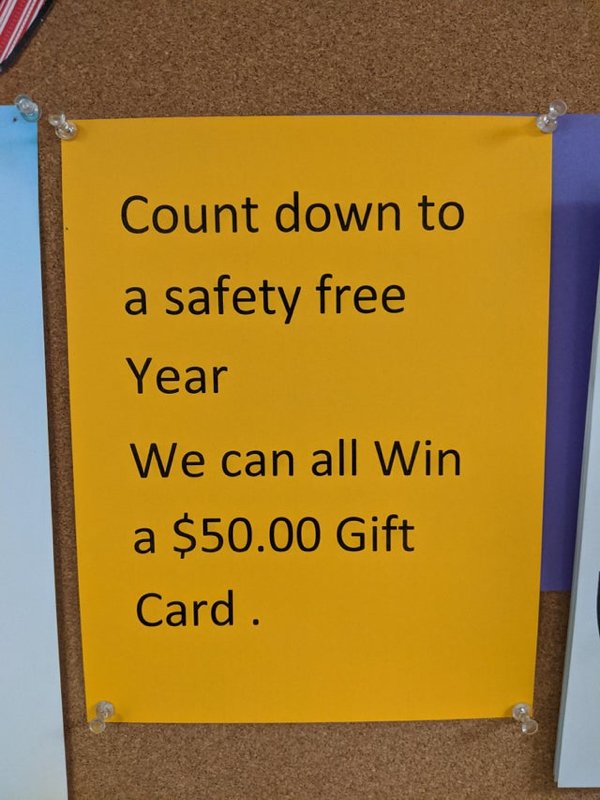 Count down to
a safety free
Year
We can all Win
a $50.00 Gift
Card .